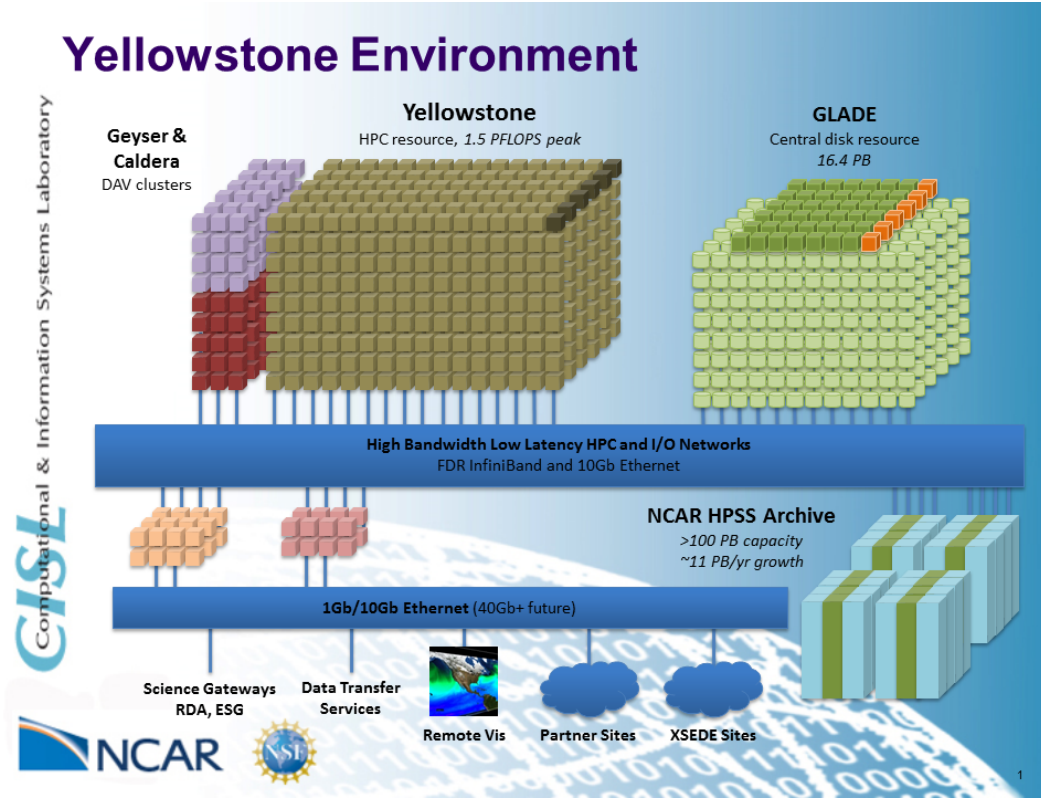 Yellowstone Environment
Computational & Information Systems Laboratory
CISL
Geyser &
Caldera
DAV clusters
Yellowstone
HPC resource, 1.5 PFLOPS peak
GLADE
Central disk resource
16.4 PB
High Bandwidth Low Latency HPC and I/O Networks
FDR InfiniBand and 10Gb Ethernet
NCAR HPSS Archive
>100 PB capacity
~11 PB/yr growth
1Gb/10Gb Ethernet (40Gb+ future)
Science Gateways
RDA, ESG
Data Transfer
Services
Remote Vis
Partner Sites
XSEDE Sites
NCAR
NSF
1